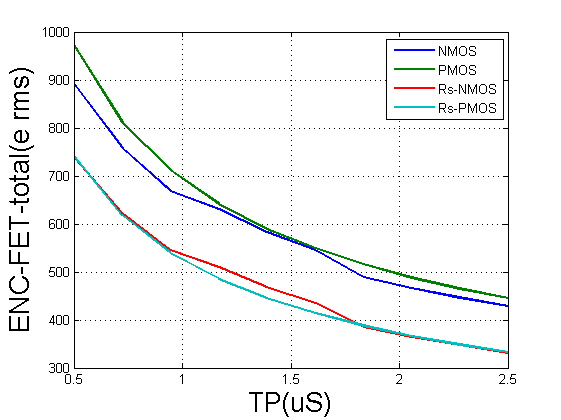 ENC-FET-total(e rms)
1000
900
800
700
600
500
400
300
0.5
1
1.5
2
2.5
TP(uS)
NMOS
PMOS
Rs-NMOS
Rs-PMOS